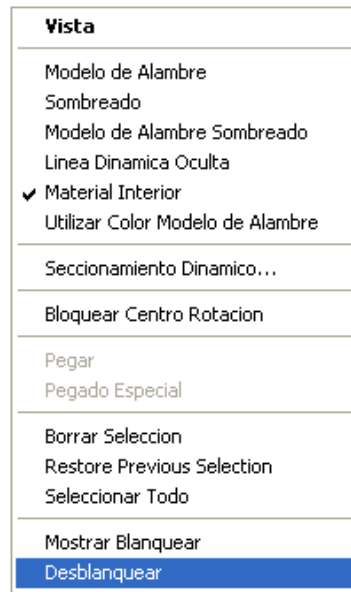 Vista
Modelo de Alambre
Sombreado
Modelo de Alambre Sombreado
Linea Dinamica Oculta
Material Interior
Utilizar Color Modelo de Alambre
Seccionamiento Dinamico...
Bloquear Centro Rotacion
Pegar
Pegado Especial
Borrar Seleccion
Restore Previous Selection
Seleccionar Todo
Mostrar Blanquear
Desblanquear